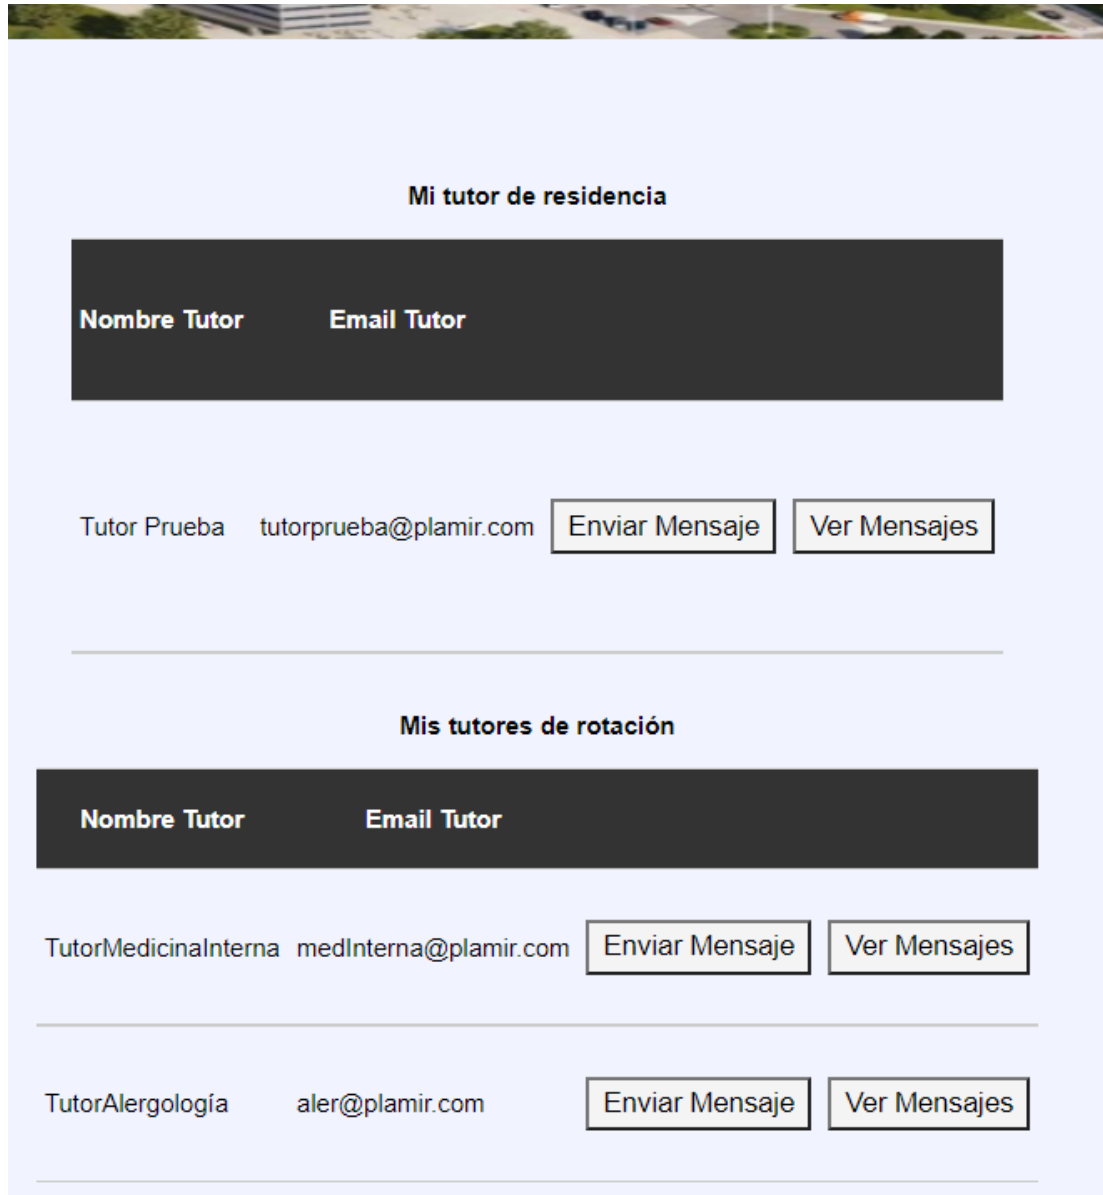 Mi tutor de residencia
Nombre Tutor Email Tutor
Tutor Prueba tutorprueba@plamir.com Enviar Mensaje Ver Mensajes
Mis tutores de rotación
Nombre Tutor Email Tutor
TutorMedicinaInterna medInterna@plamir.com Enviar Mensaje Ver Mensajes
TutorAlergología aler@plamir.com Enviar Mensaje Ver Mensajes